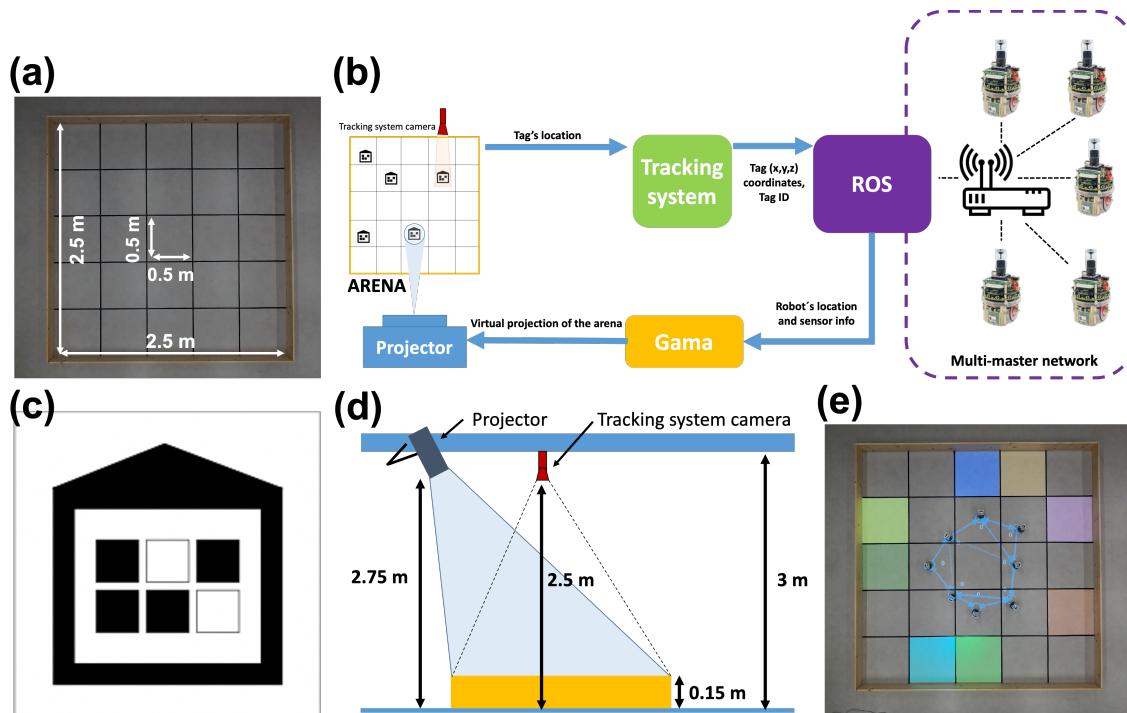 (a)
2.5 m
0.5 m
0.5 m
2.5 m
(b)
Tracking system camera
ARENA
Projector
Tag's location
Tracking
system
Tag (x,y,z)
coordinates,
Tag ID
ROS
Robot´s location
and sensor info
Gama
Virtual projection of the arena
Multi-master network
(c)
(d)
Projector
Tracking system camera
2.75 m
2.5 m
3 m
0.15 m
(e)